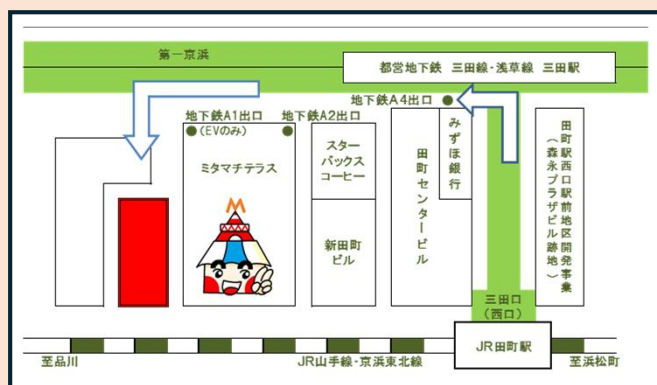 第一京浜
都営地下鉄 三田線・浅草線 三田駅
地下鉄A4出口
地下鉄A1出口
(EVのみ)
地下鉄A2出口
ミタマチテラス
スター
バックス
コーヒー
新田町
ビル
田町センタービル
みずほ銀行
田町駅西口駅前地区開発事業
(森永プラザビル跡地)
三田口
(西口)
JR田町駅
至品川
JR山手線・京浜東北線
至浜松町